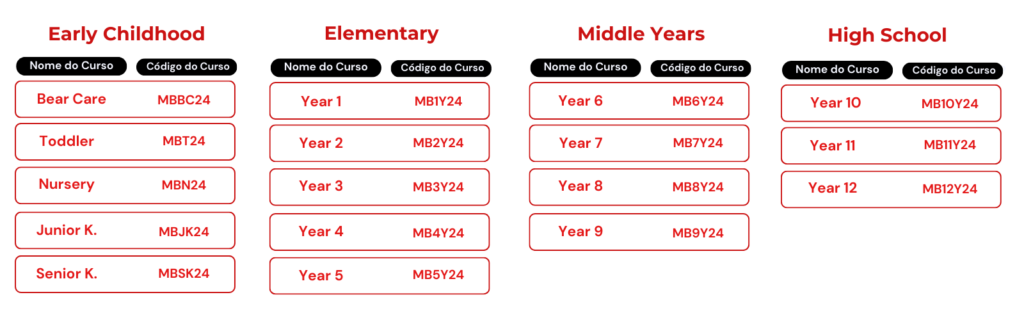 Early Childhood
Nome do Curso Código do Curso
Bear Care MBBC24
Toddler MBT24
Nursery MBN24
Junior K. MBJK24
Senior K. MBSK24
Elementary
Nome do Curso Código do Curso
Year 1 MB1Y24
Year 2 MB2Y24
Year 3 MB3Y24
Year 4 MB4Y24
Year 5 MB5Y24
Middle Years
Nome do Curso Código do Curso
Year 6 MB6Y24
Year 7 MB7Y24
Year 8 MB8Y24
Year 9 MB9Y24
High School
Nome do Curso Código do Curso
Year 10 MB10Y24
Year 11 MB11Y24
Year 12 MB12Y24